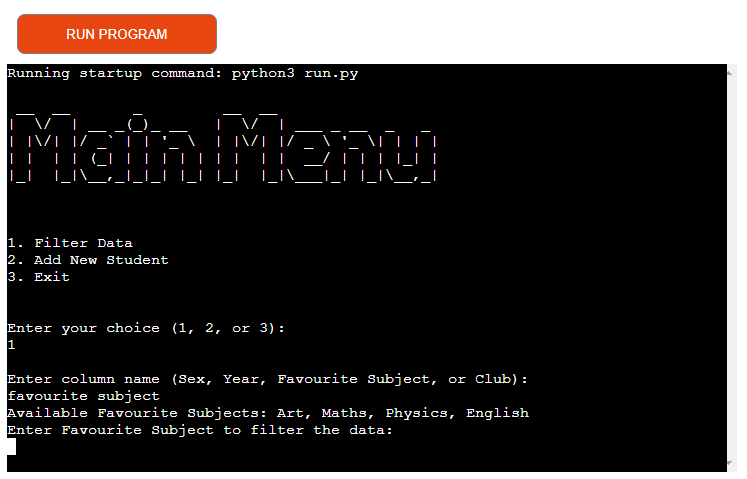 RUN PROGRAM
Running startup command: python3 run.py
Main Menu
1. Filter Data
2. Add New Student
3. Exit
Enter your choice (1, 2, or 3):
1
Enter column name (Sex, Year, Favourite Subject, or Club):
favourite subject
Available Favourite Subjects: Art, Maths, Physics, English
Enter Favourite Subject to filter the data: